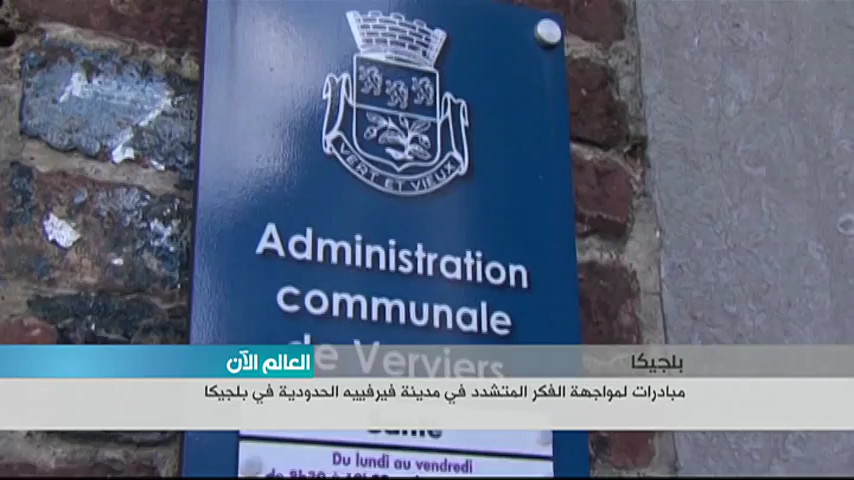 VERT ET VIEUX
Administration
communale
de Verviers
العالم الآن
بلجيكا
مبادرات لمواجهة الفكر المتشدد في مدينة فيرفييه الحدودية في بلجيكا
Du lundi au vendredi